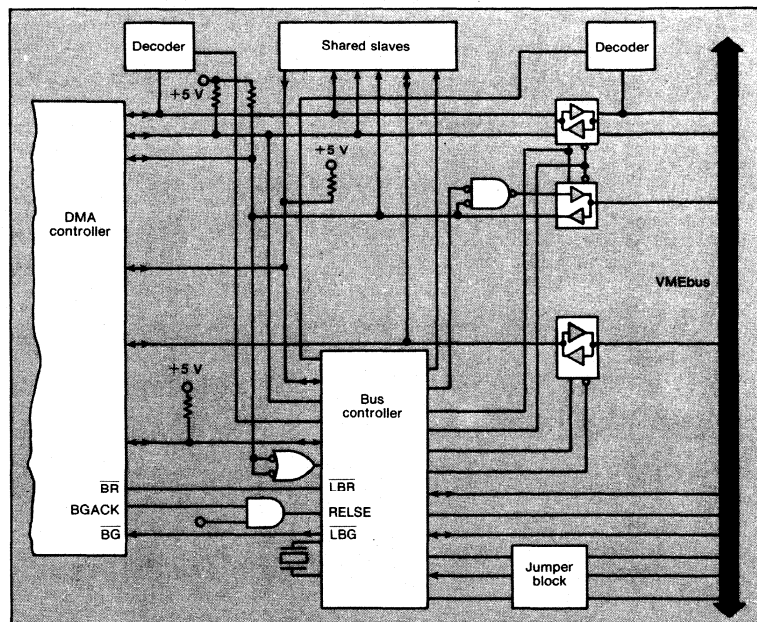 Decoder
Shared slaves
Decoder
+5 V
+5 V
DMA
controller
VMEbus
+5 V
Bus
controller
BR
LBR
BGACK
RELSE
BG
LBG
Jumper
block